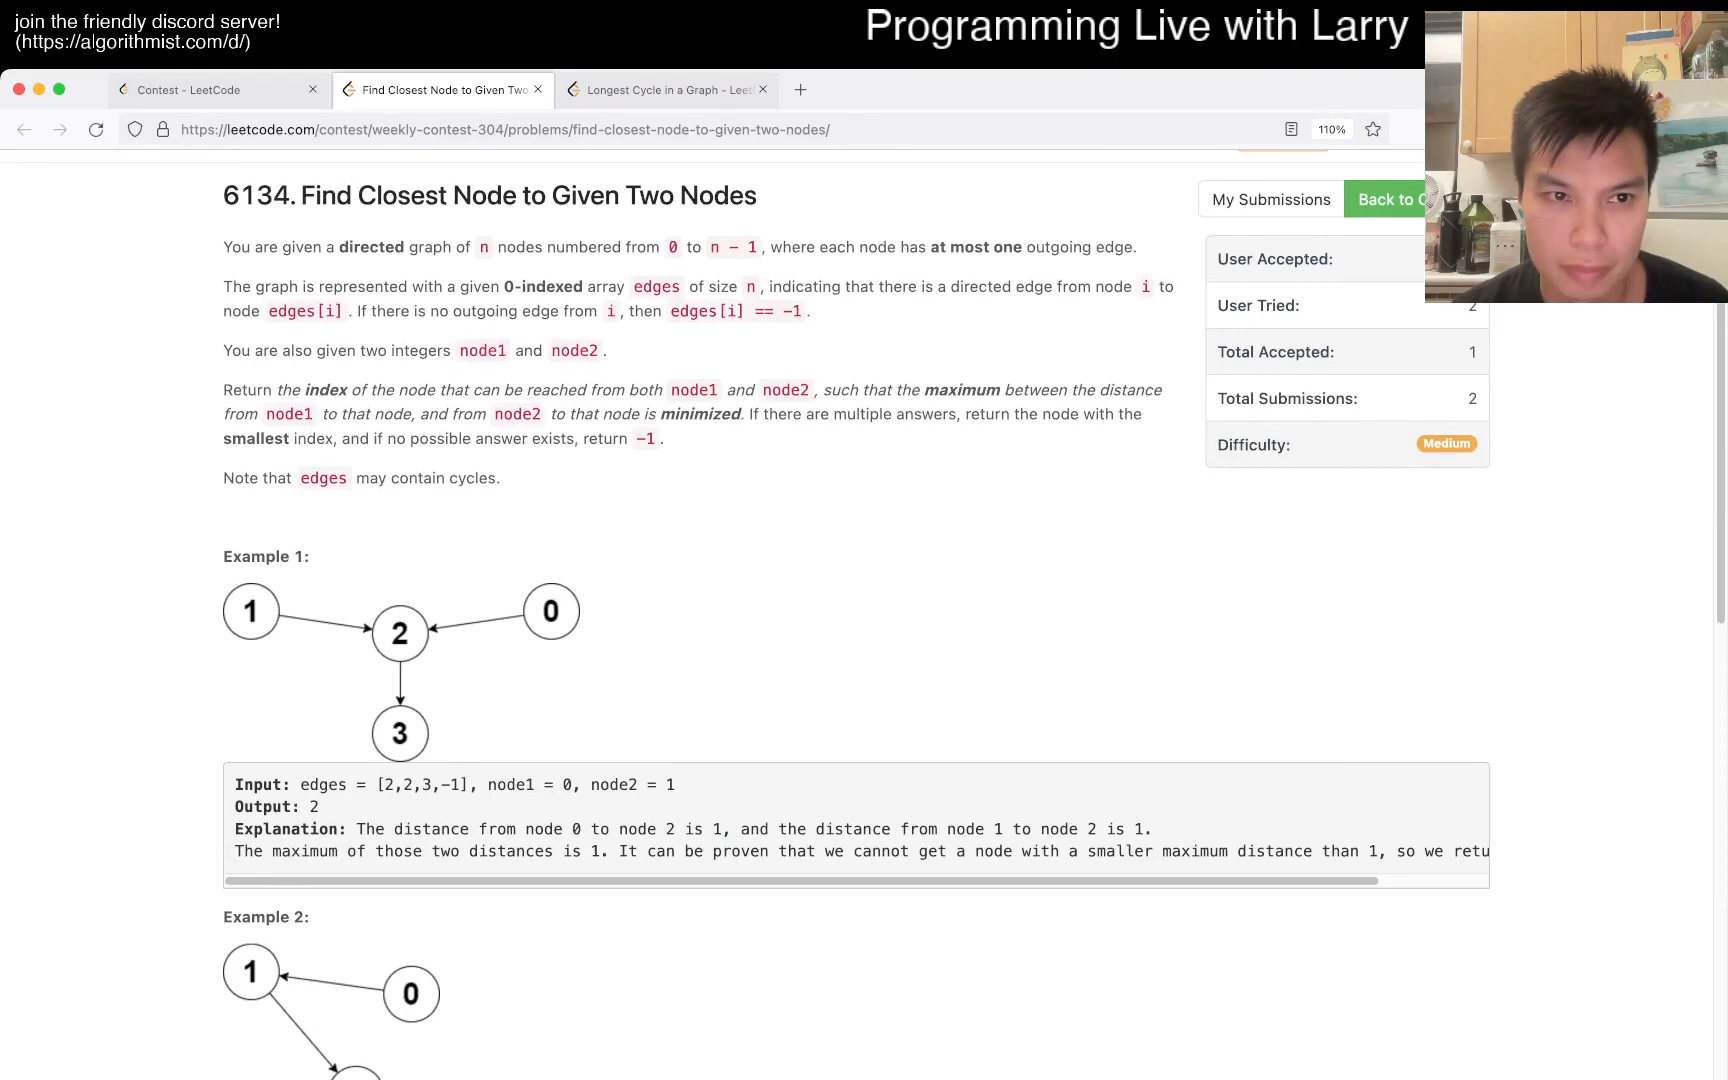 join the friendly discord server!
(https://algorithmist.com/d/)
Programming Live with Larry
Contest - LeetCode
Find Closest Node to Given Two
Longest Cycle in a Graph - Leet
https://leetcode.com/contest/weekly-contest-304/problems/find-closest-node-to-given-two-nodes/
110%
6134. Find Closest Node to Given Two Nodes
My Submissions
Back to C
You are given a directed graph of n nodes numbered from 0 to n - 1, where each node has at most one outgoing edge.
The graph is represented with a given 0-indexed array edges of size n, indicating that there is a directed edge from node i to
node edges[i]. If there is no outgoing edge from i, then edges[i] == -1.
You are also given two integers node1 and node2.
Return the index of the node that can be reached from both node1 and node2, such that the maximum between the distance
from node1 to that node, and from node2 to that node is minimized. If there are multiple answers, return the node with the
smallest index, and if no possible answer exists, return -1.
Note that edges may contain cycles.
User Accepted:
User Tried: 2
Total Accepted: 1
Total Submissions: 2
Difficulty: Medium
Example 1:
1
0
2
3
Input: edges = [2,2,3,-1], node1 = 0, node2 = 1
Output: 2
Explanation: The distance from node 0 to node 2 is 1, and the distance from node 1 to node 2 is 1.
The maximum of those two distances is 1. It can be proven that we cannot get a node with a smaller maximum distance than 1, so we retu
Example 2:
1
0